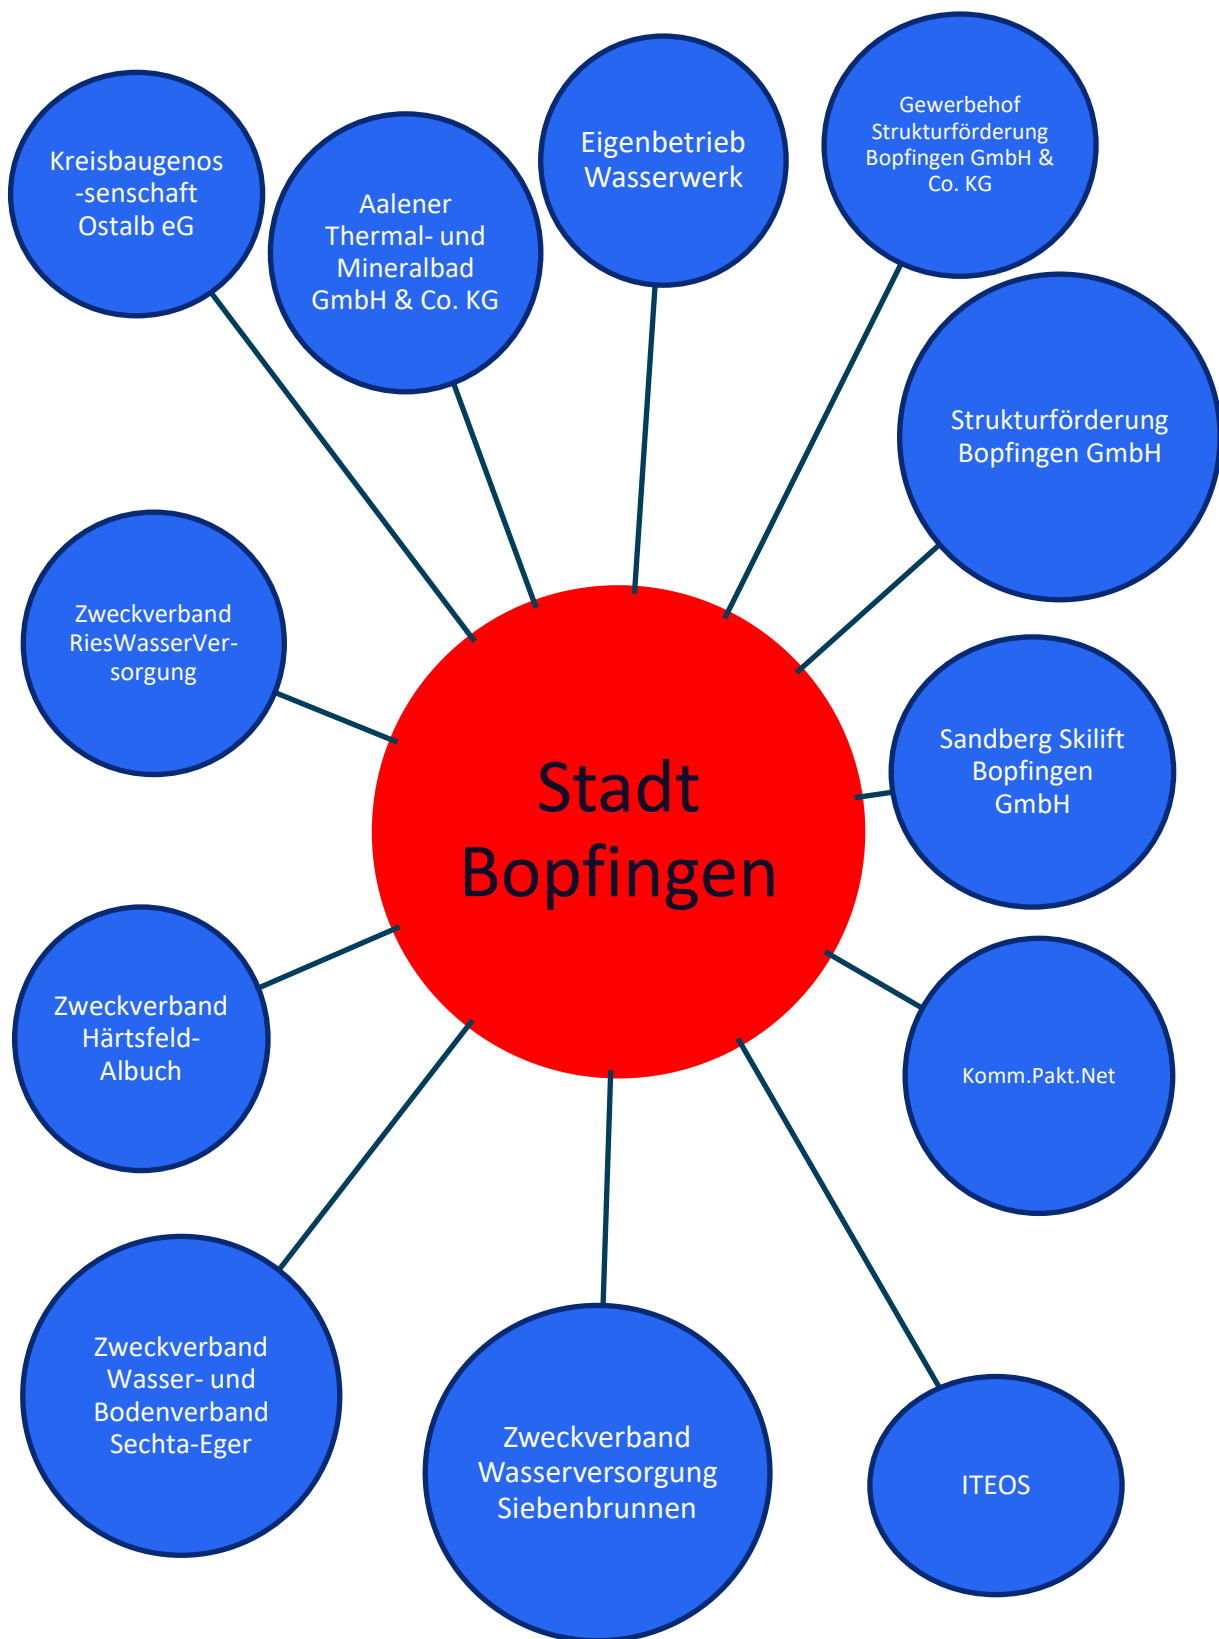 Kreisbaugenos
-senschaft
Ostalb eG
Aalener
Thermal- und
Mineralbad
GmbH & Co. KG
Eigenbetrieb
Wasserwerk
Gewerbehof
Strukturförderung
Bopfingen GmbH &
Co. KG
Strukturförderung
Bopfingen GmbH
Zweckverband
RiesWasserVer-
sorgung
Stadt
Bopfingen
Sandberg Skilift
Bopfingen
GmbH
Zweckverband
Härtsfeld-
Albuch
Komm.Pakt.Net
Zweckverband
Wasser- und
Bodenverband
Sechta-Eger
Zweckverband
Wasserversorgung
Siebenbrunnen
ITEOS